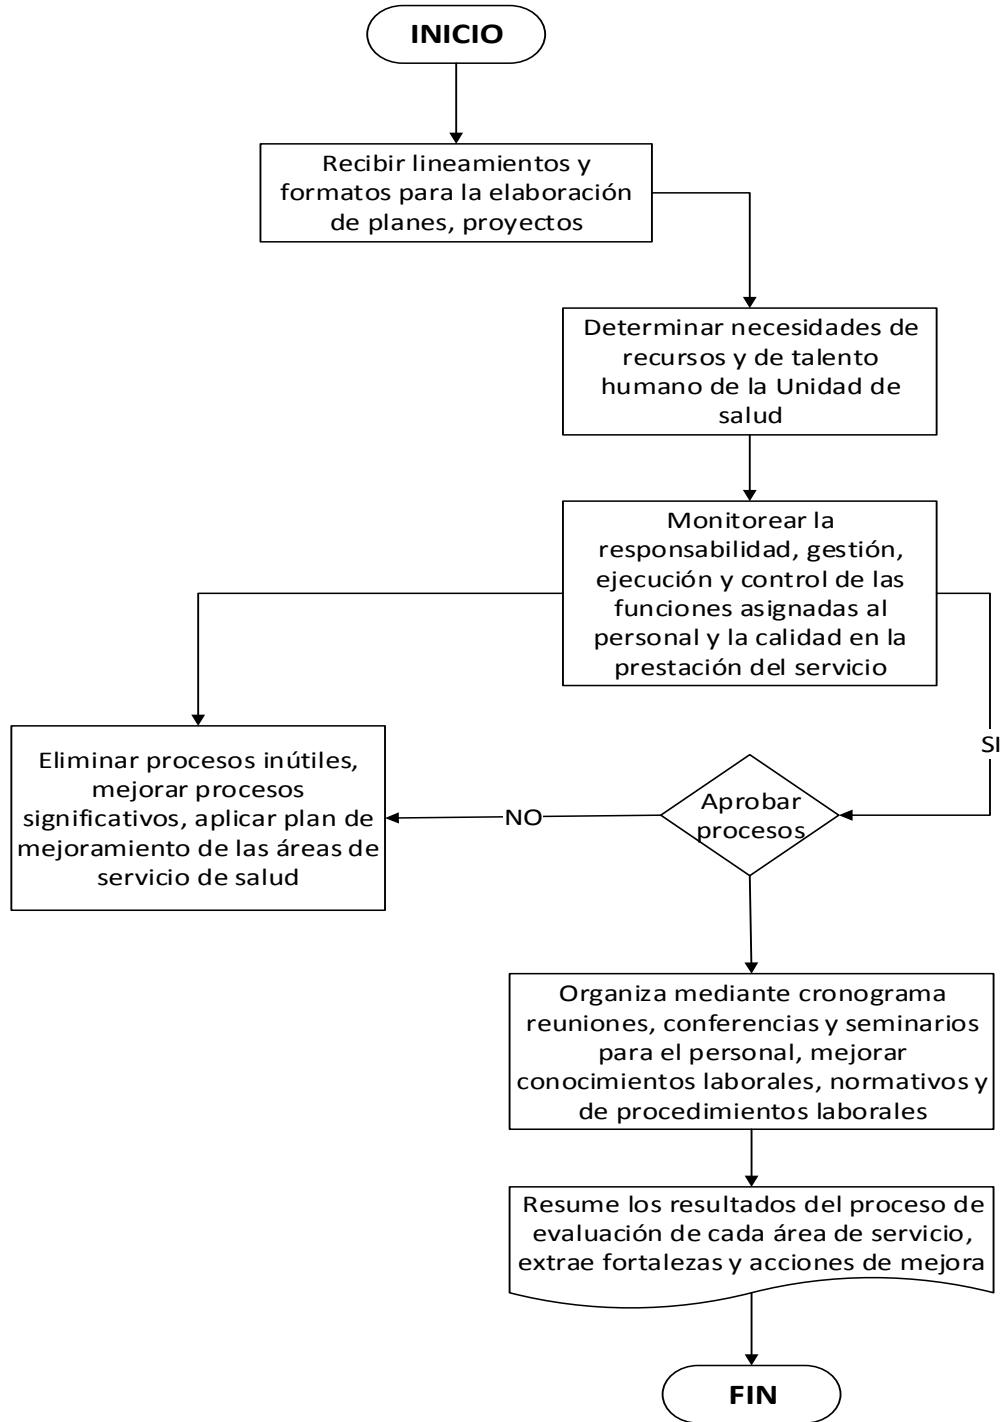 INICIO
Recibir lineamientos y
formatos para la elaboración
de planes, proyectos
Determinar necesidades de
recursos y de talento
humano de la Unidad de
salud
Monitorear la
responsabilidad, gestión,
ejecución y control de las
funciones asignadas al
personal y la calidad en la
prestación del servicio
Eliminar procesos inútiles,
mejorar procesos
significativos, aplicar plan de
mejoramiento de las áreas de
servicio de salud
SI
Aprobar
procesos
NO
Organiza mediante cronograma
reuniones, conferencias y seminarios
para el personal, mejorar
conocimientos laborales, normativos y
de procedimientos laborales
Resume los resultados del proceso de
evaluación de cada área de servicio,
extrae fortalezas y acciones de mejora
FIN